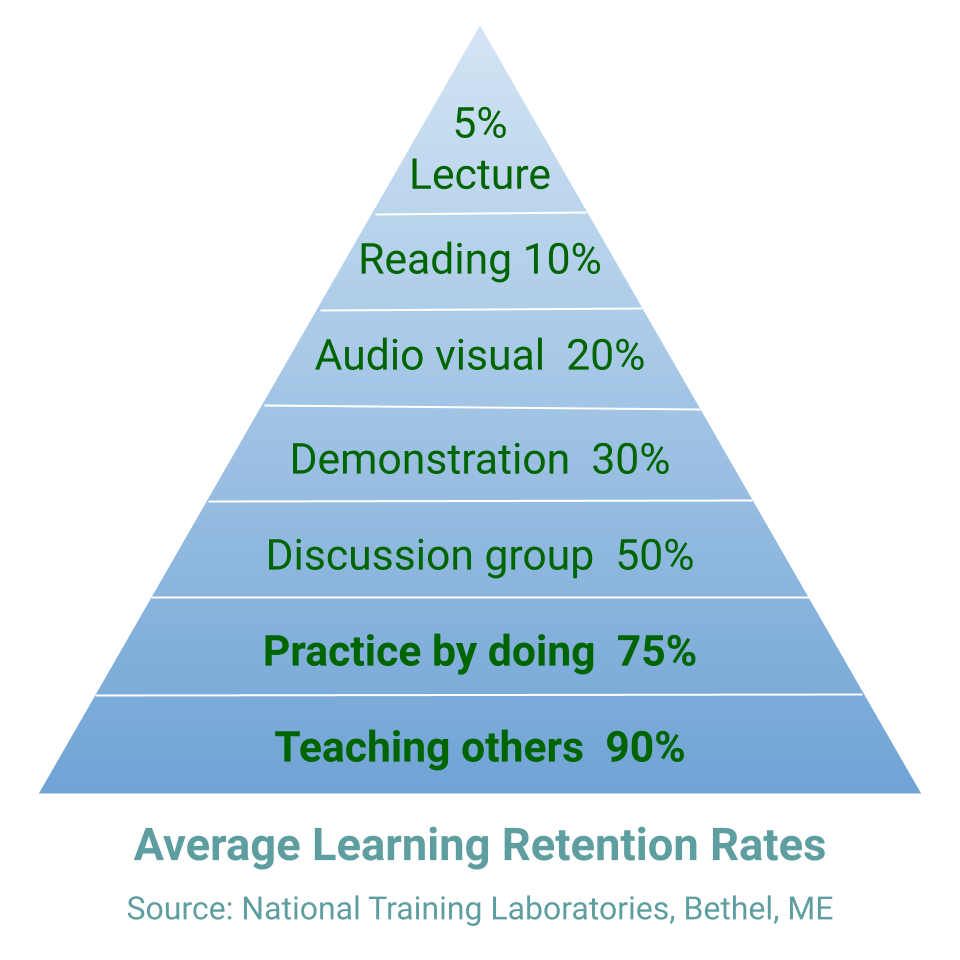 5%
Lecture
Reading 10%
Audio visual 20%
Demonstration 30%
Discussion group 50%
Practice by doing 75%
Teaching others 90%
Average Learning Retention Rates
Source: National Training Laboratories, Bethel, ME